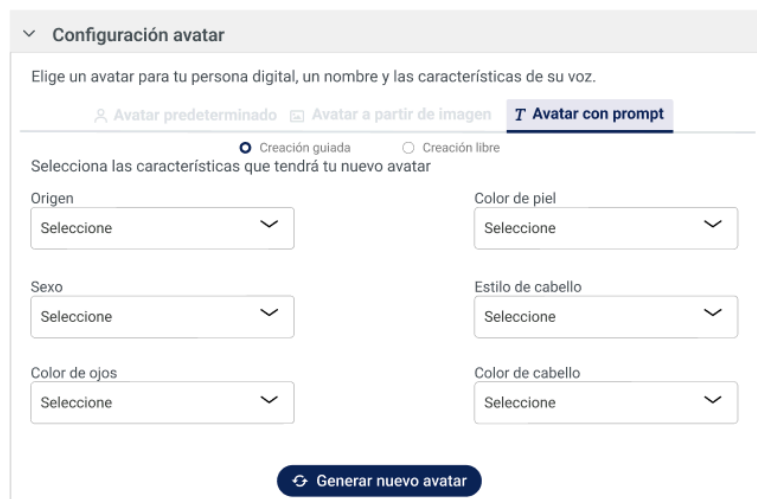 Configuración avatar
Elige un avatar para tu persona digital, un nombre y las características de su voz.
Avatar predeterminado Avatar a partir de imagen T Avatar con prompt
Creación guiada Creación libre
Selecciona las características que tendrá tu nuevo avatar
Origen Color de piel
Seleccione Seleccione
Sexo Estilo de cabello
Seleccione Seleccione
Color de ojos Color de cabello
Seleccione Seleccione
Generar nuevo avatar